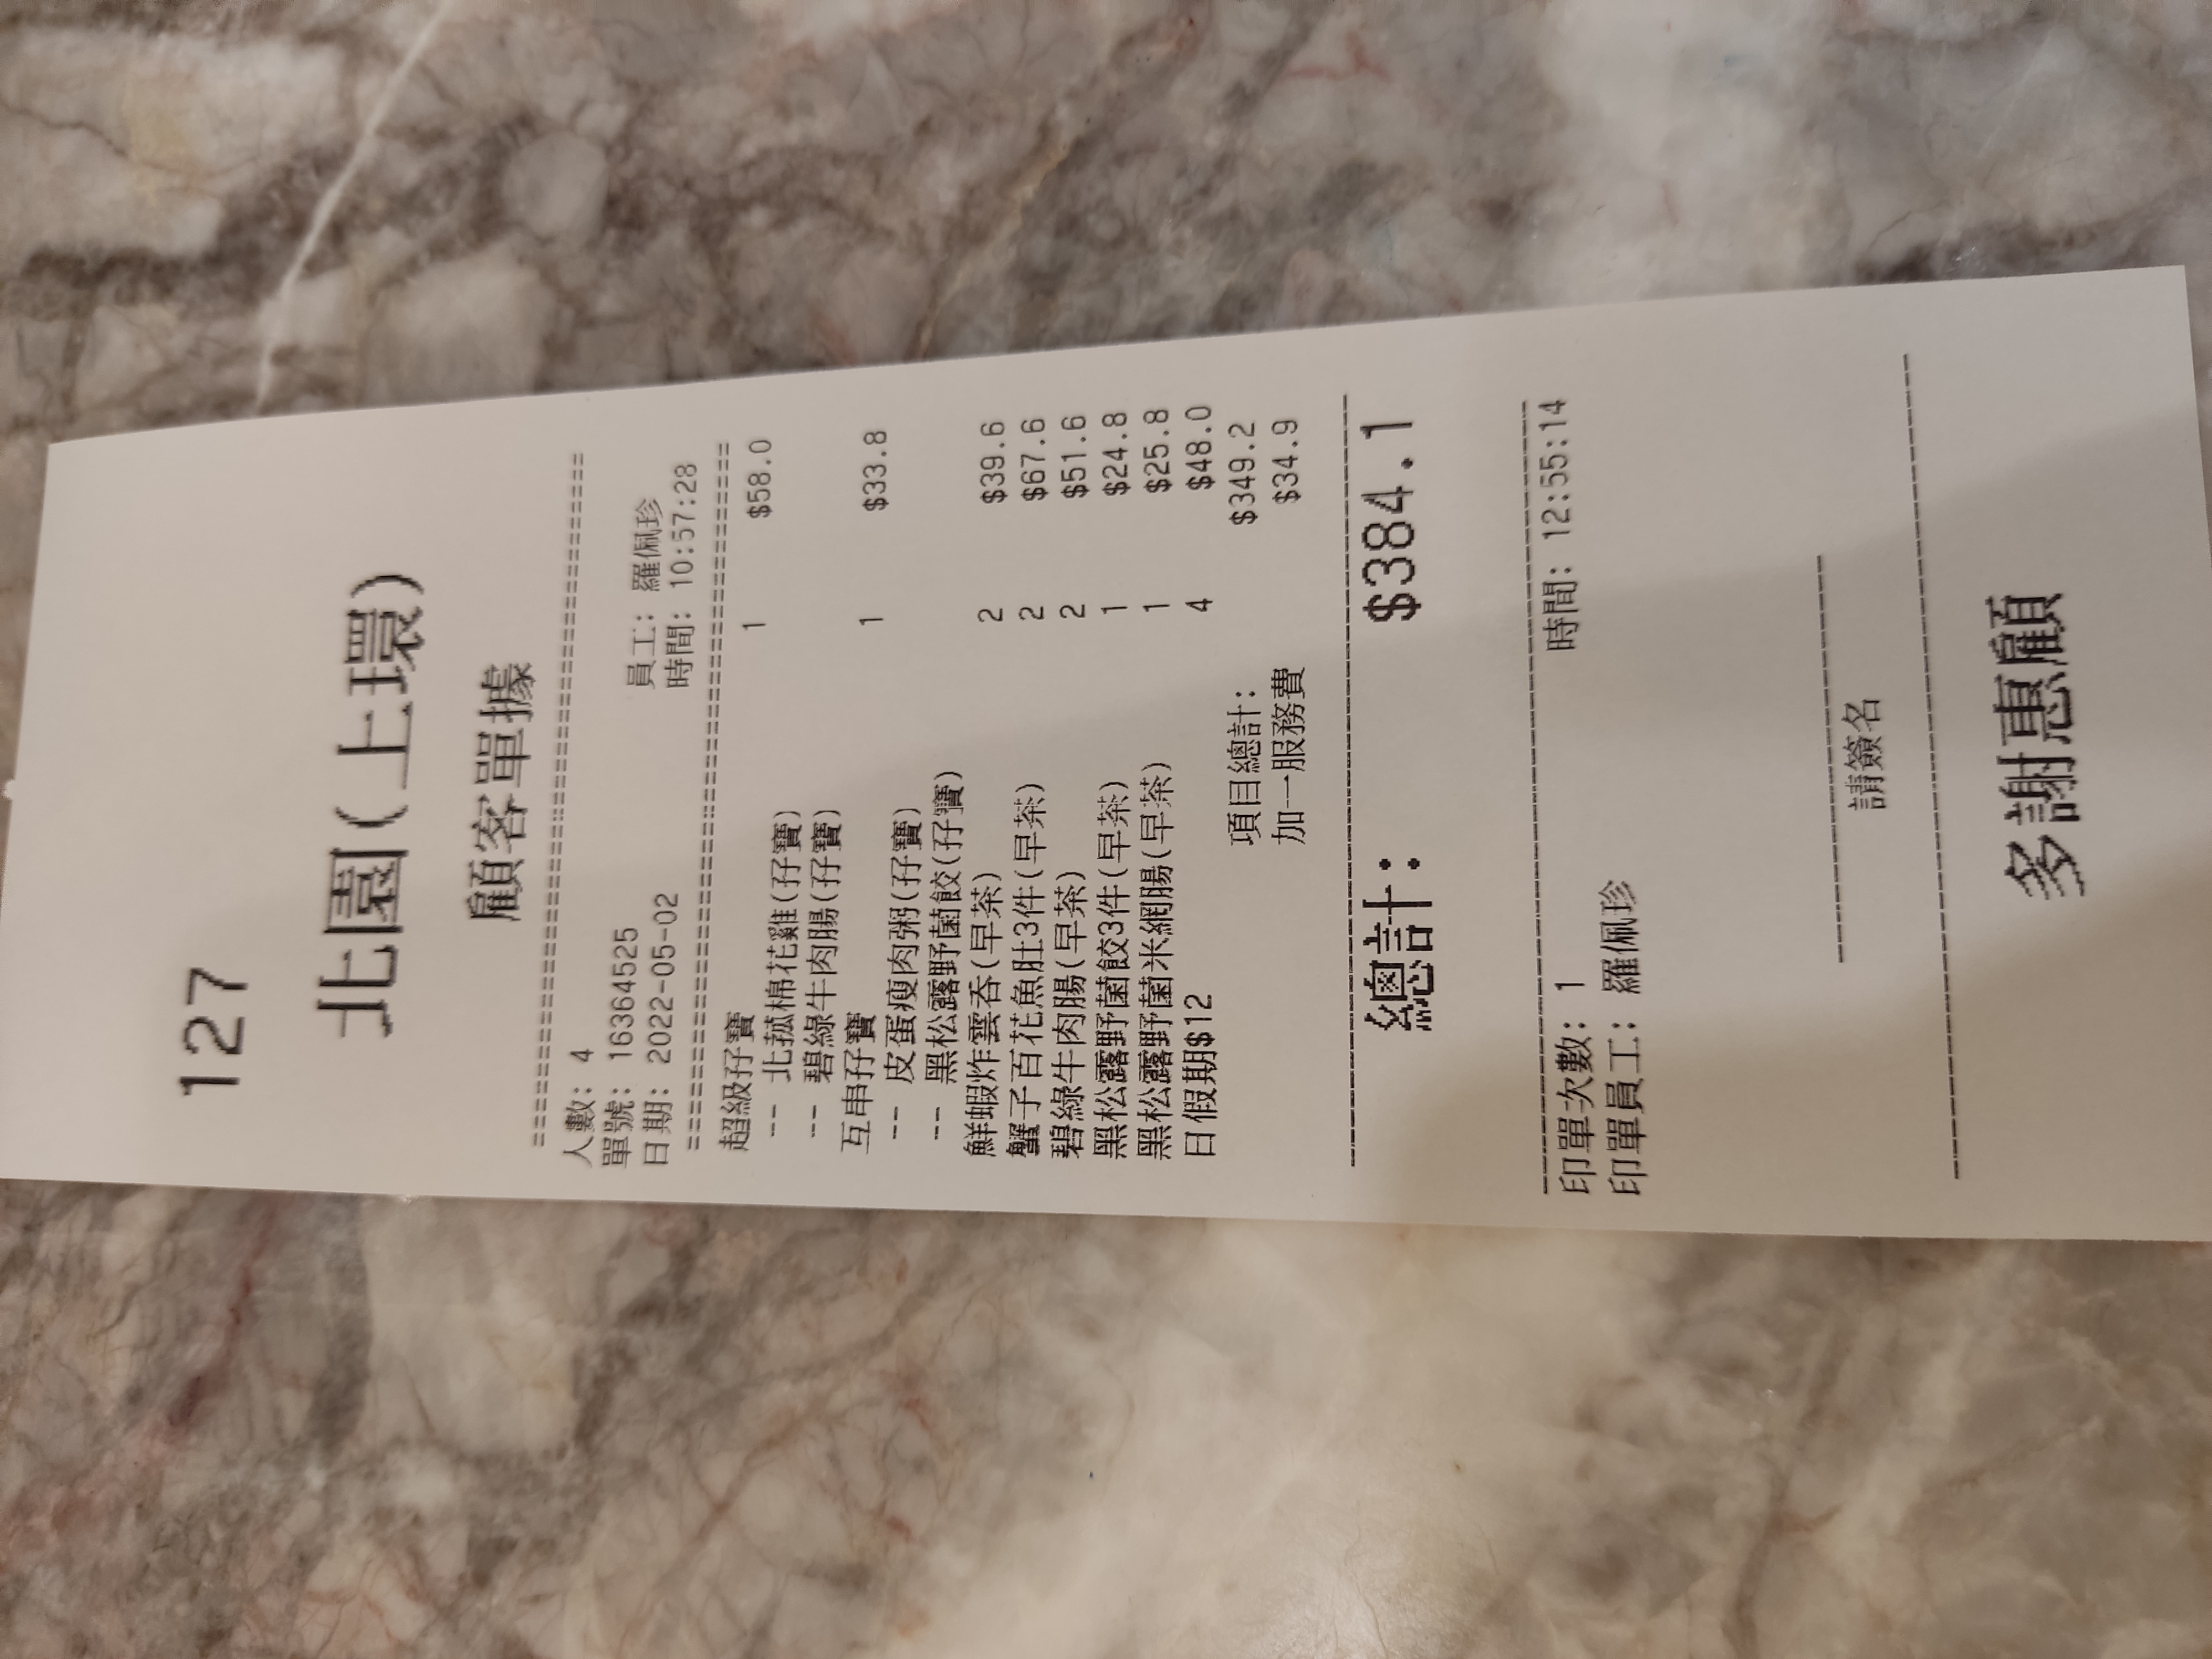 127
北園(上環)
顧客單據
========================================
人數: 4
單號: 16364525 員工: 羅佩珍
日期: 2022-05-02 時間: 10:57:28
========================================
超級孖寶 1 $58.0
-- 北菰棉花雞(孖寶)
-- 碧綠牛肉腸(孖寶)
互串孖寶 1 $33.8
-- 皮蛋瘦肉粥(孖寶)
-- 黑松露野菌餃(孖寶)
鮮蝦炸雲吞(早茶) 2 $39.6
蟹子百花魚肚3件(早茶) 2 $67.6
碧綠牛肉腸(早茶) 2 $51.6
黑松露野菌餃3件(早茶) 1 $24.8
黑松露野菌米網腸(早茶) 1 $25.8
日假期$12 4 $48.0
項目總計: $349.2
加一服務費 $34.9
總計: $384.1
印單次數: 1 時間: 12:55:14
印單員工: 羅佩珍
請簽名
多謝惠顧